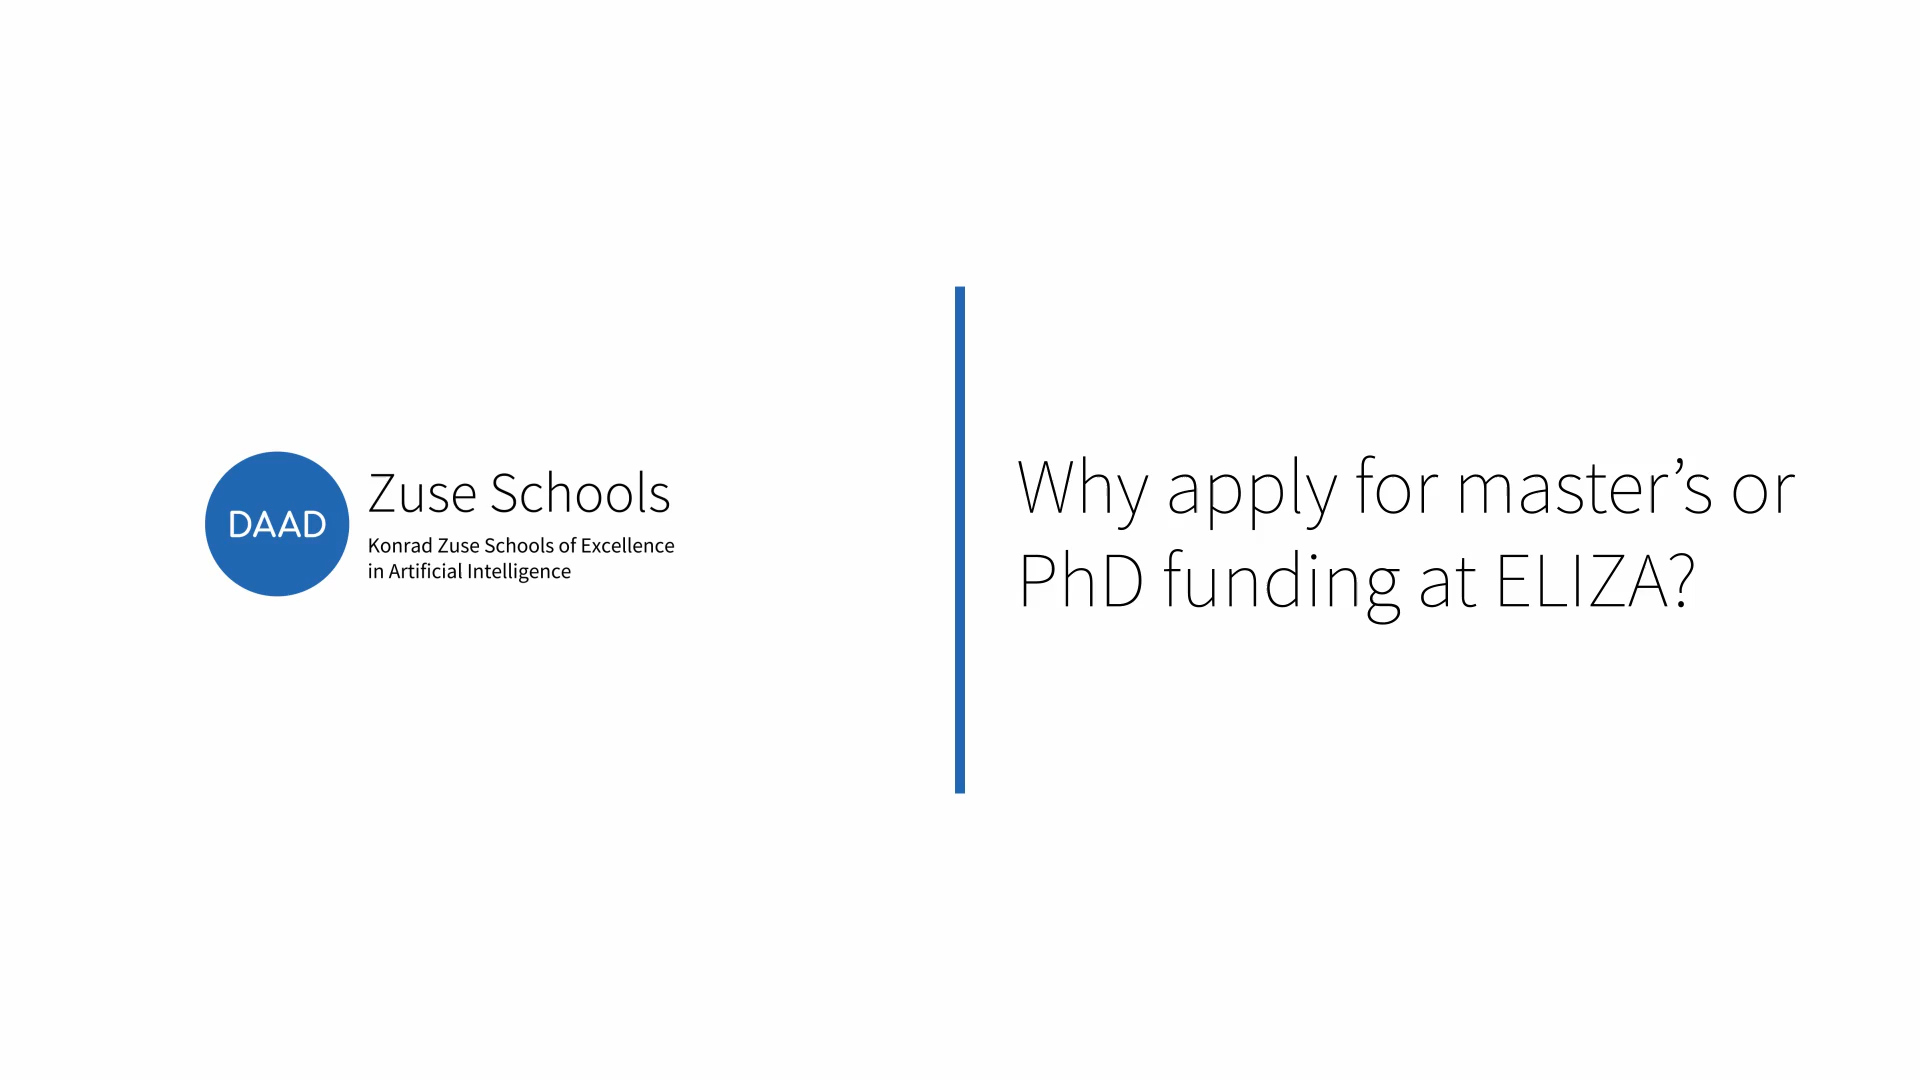 DAAD
Zuse Schools
Konrad Zuse Schools of Excellence
in Artificial Intelligence
Why apply for master’s or
PhD funding at ELIZA?